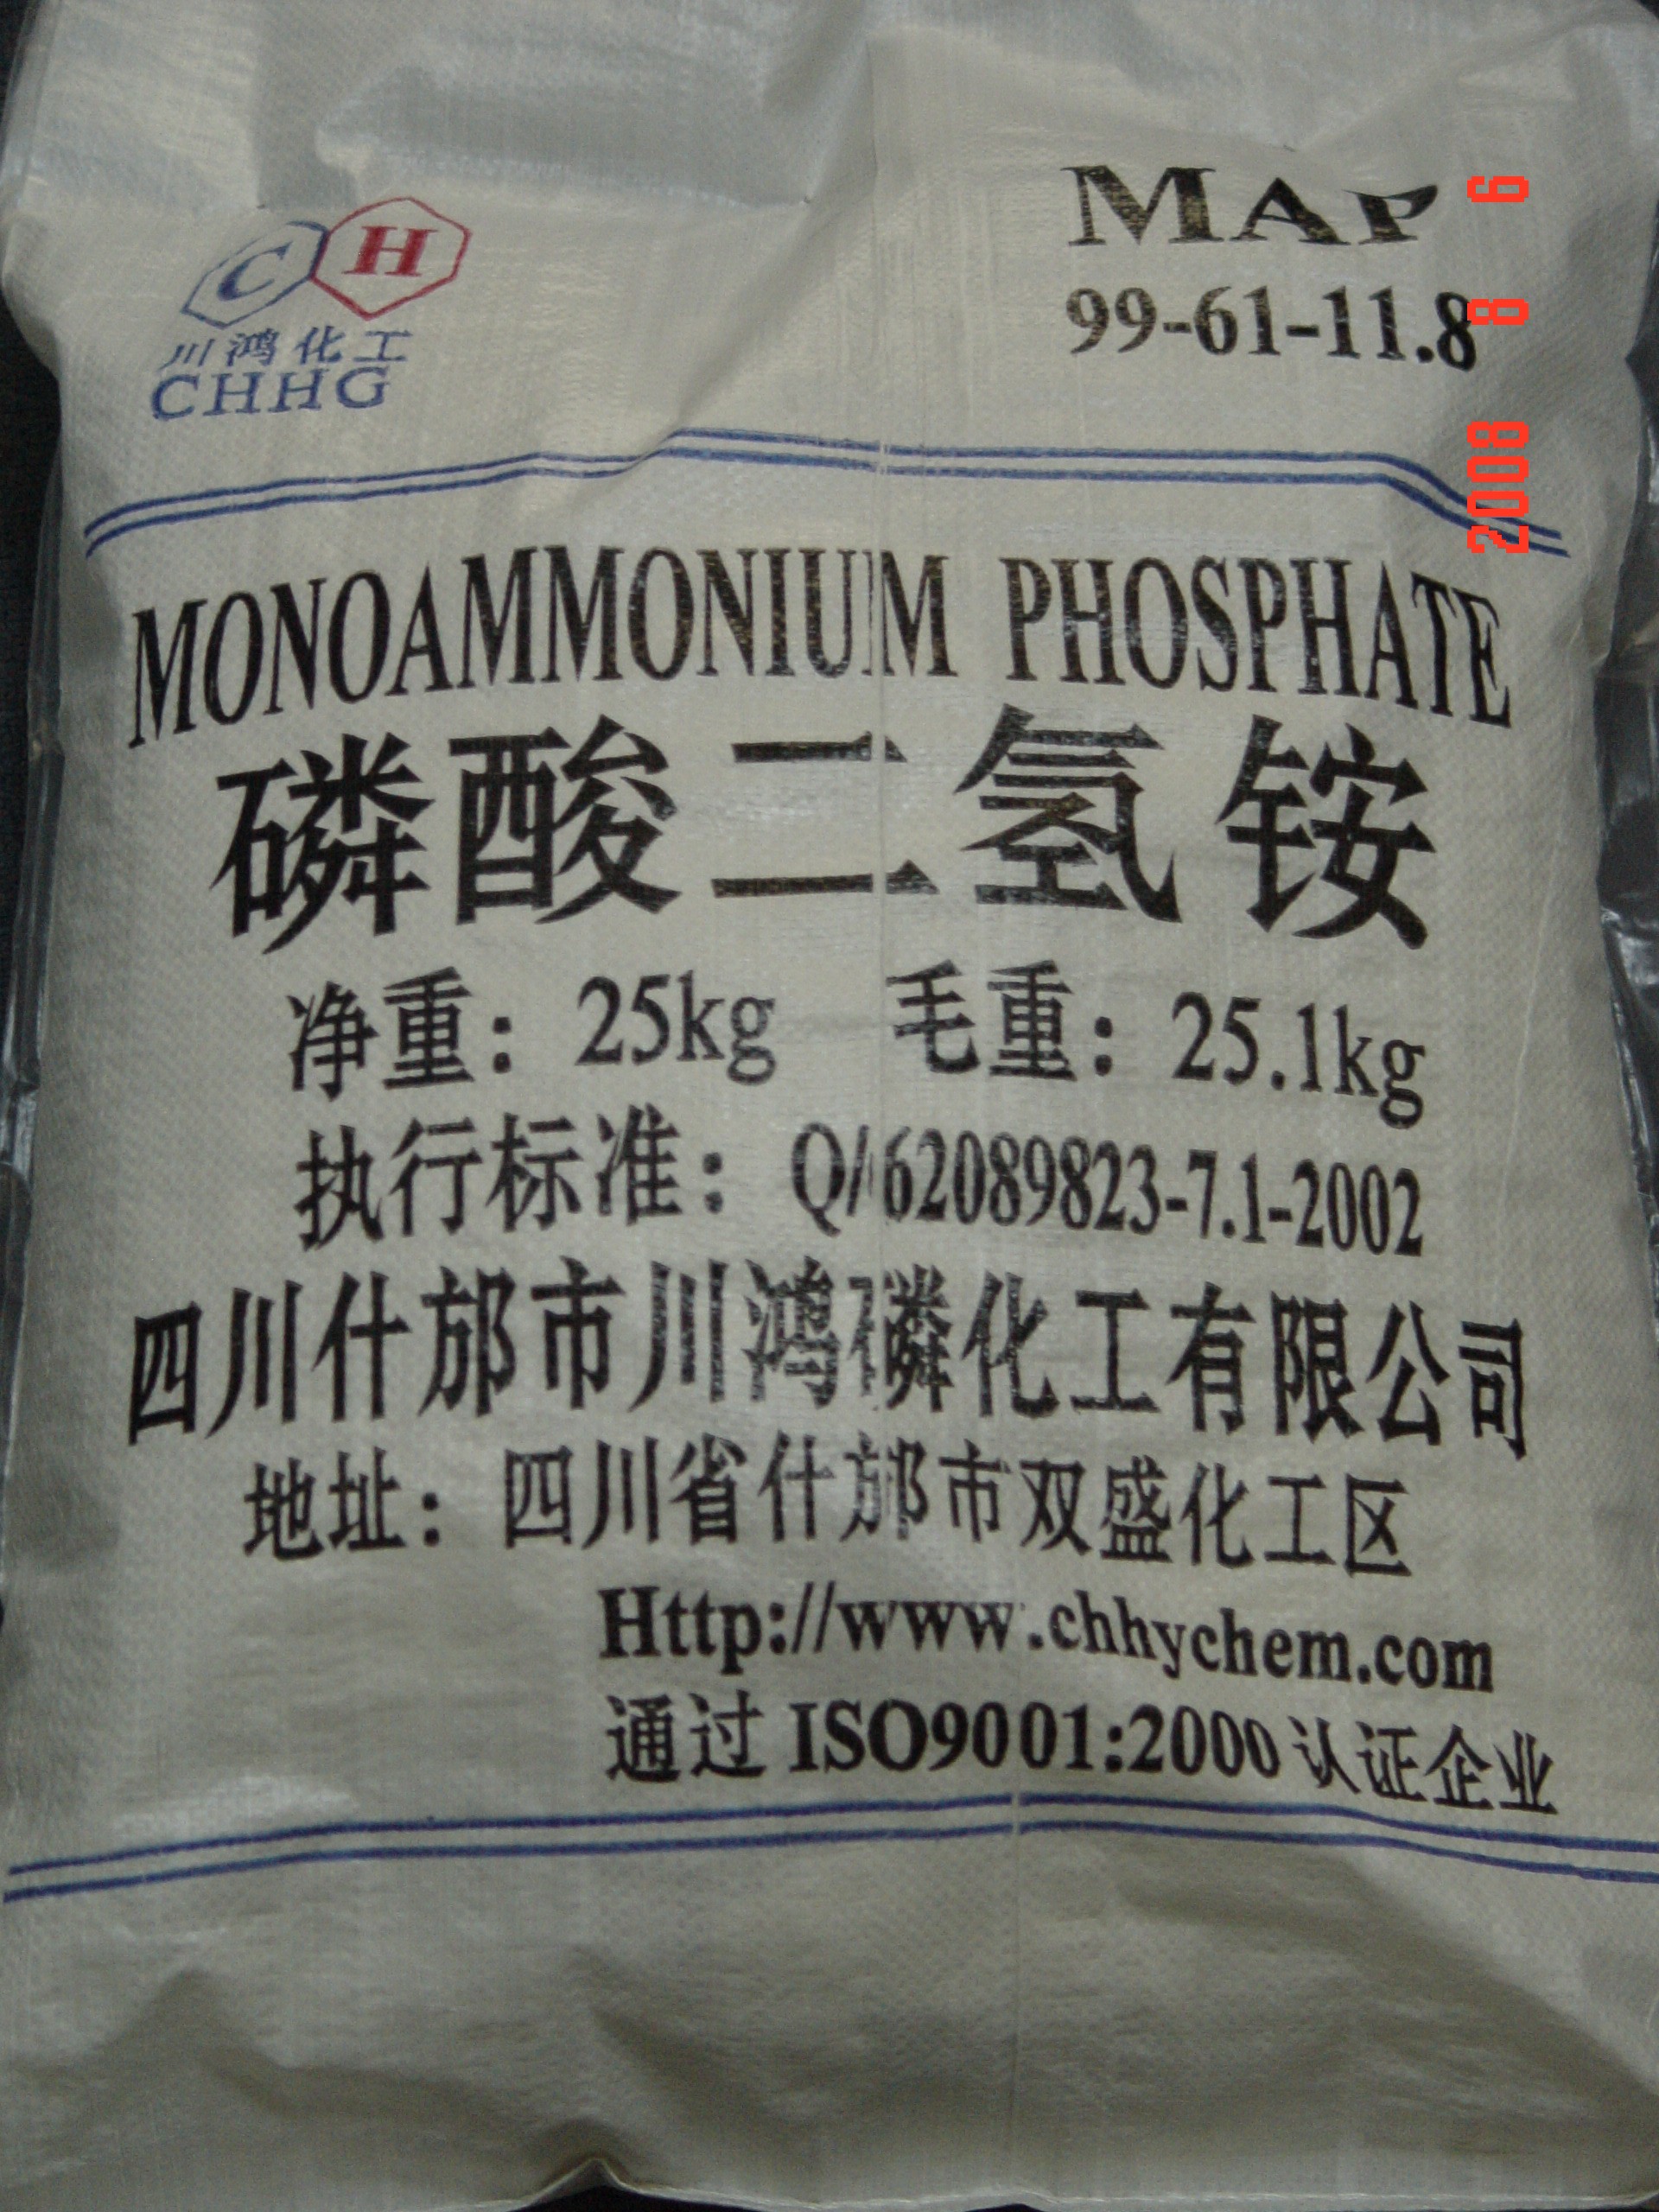 C H
川鸿化工
CHHG
MAP
99-61-11.8
2008 8 6
MONOAMMONIUM PHOSPHATE
磷酸二氢铵
净重：25kg 毛重：25.1kg
执行标准：Q/62089823-7.1-2002
四川什邡市川鸿磷化工有限公司
地址：四川省什邡市双盛化工区
Http://www.chhychem.com
通过 ISO9001:2000 认证企业